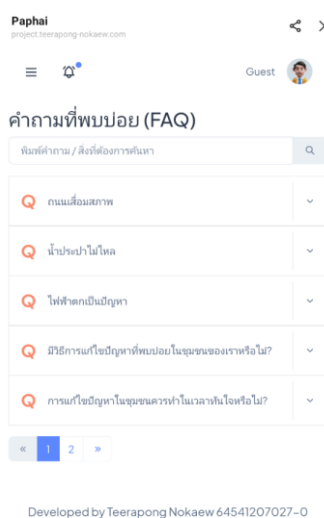 Paphai
project.teerapong-nokaew.com
Guest
คำถามที่พบบ่อย (FAQ)
พิมพ์คำถาม / สิ่งที่ต้องการค้นหา
Q ถนนเสื่อมสภาพ
Q น้ำประปาไม่ไหล
Q ไฟฟ้าตกเป็นปัญหา
Q มีวิธีการแก้ไขปัญหาที่พบบ่อยในชุมชนของเราหรือไม่?
Q การแก้ไขปัญหาในชุมชนควรทำในเวลาทันใจหรือไม่?
« 1 2 »
Developed by Teerapong Nokaew 64541207027-0